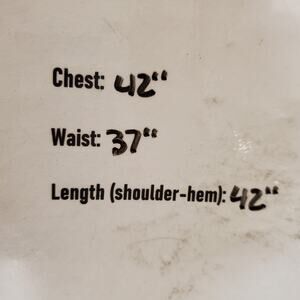 Chest: 42"
Waist: 37"
Length (shoulder-hem): 42"